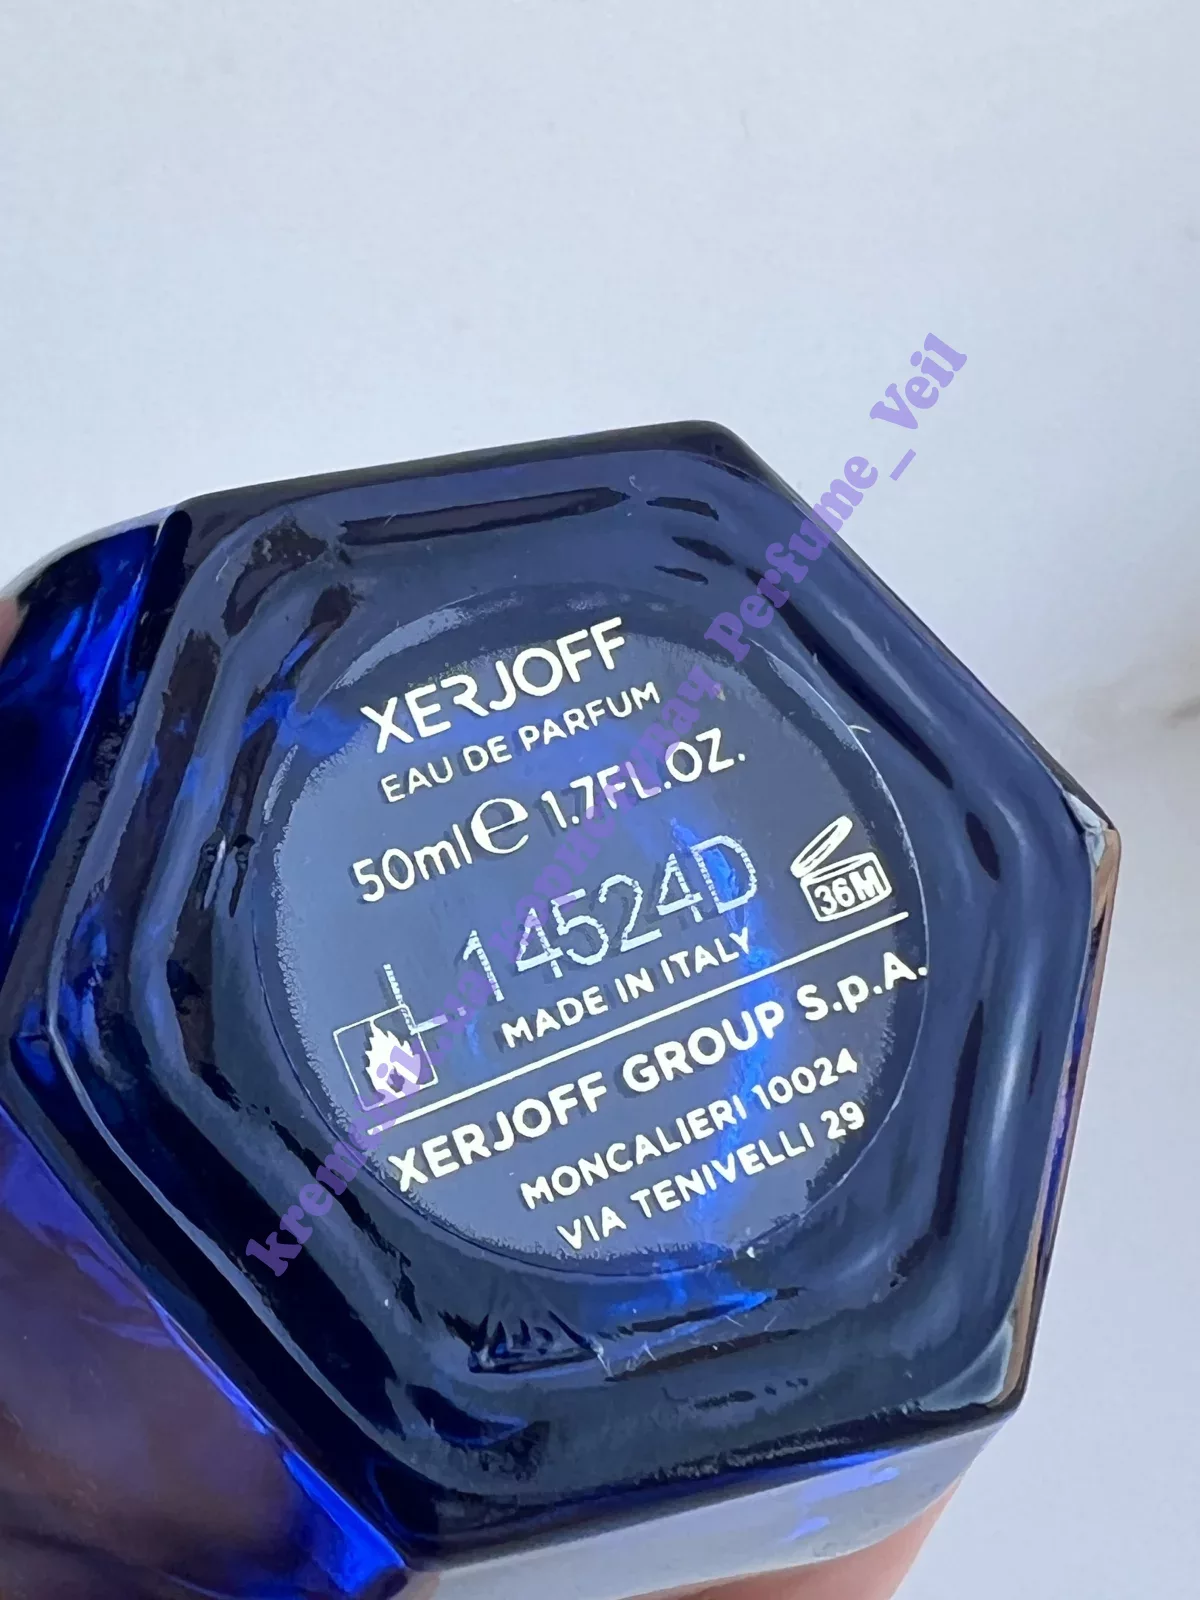 XERJOFF
EAU DE PARFUM
50ml e 1.7FL.OZ.
L 14524D
36M
MADE IN ITALY
XERJOFF GROUP S.p.A.
MONCALIERI 10024
VIA TENIVELLI 29
Perfume_Veil